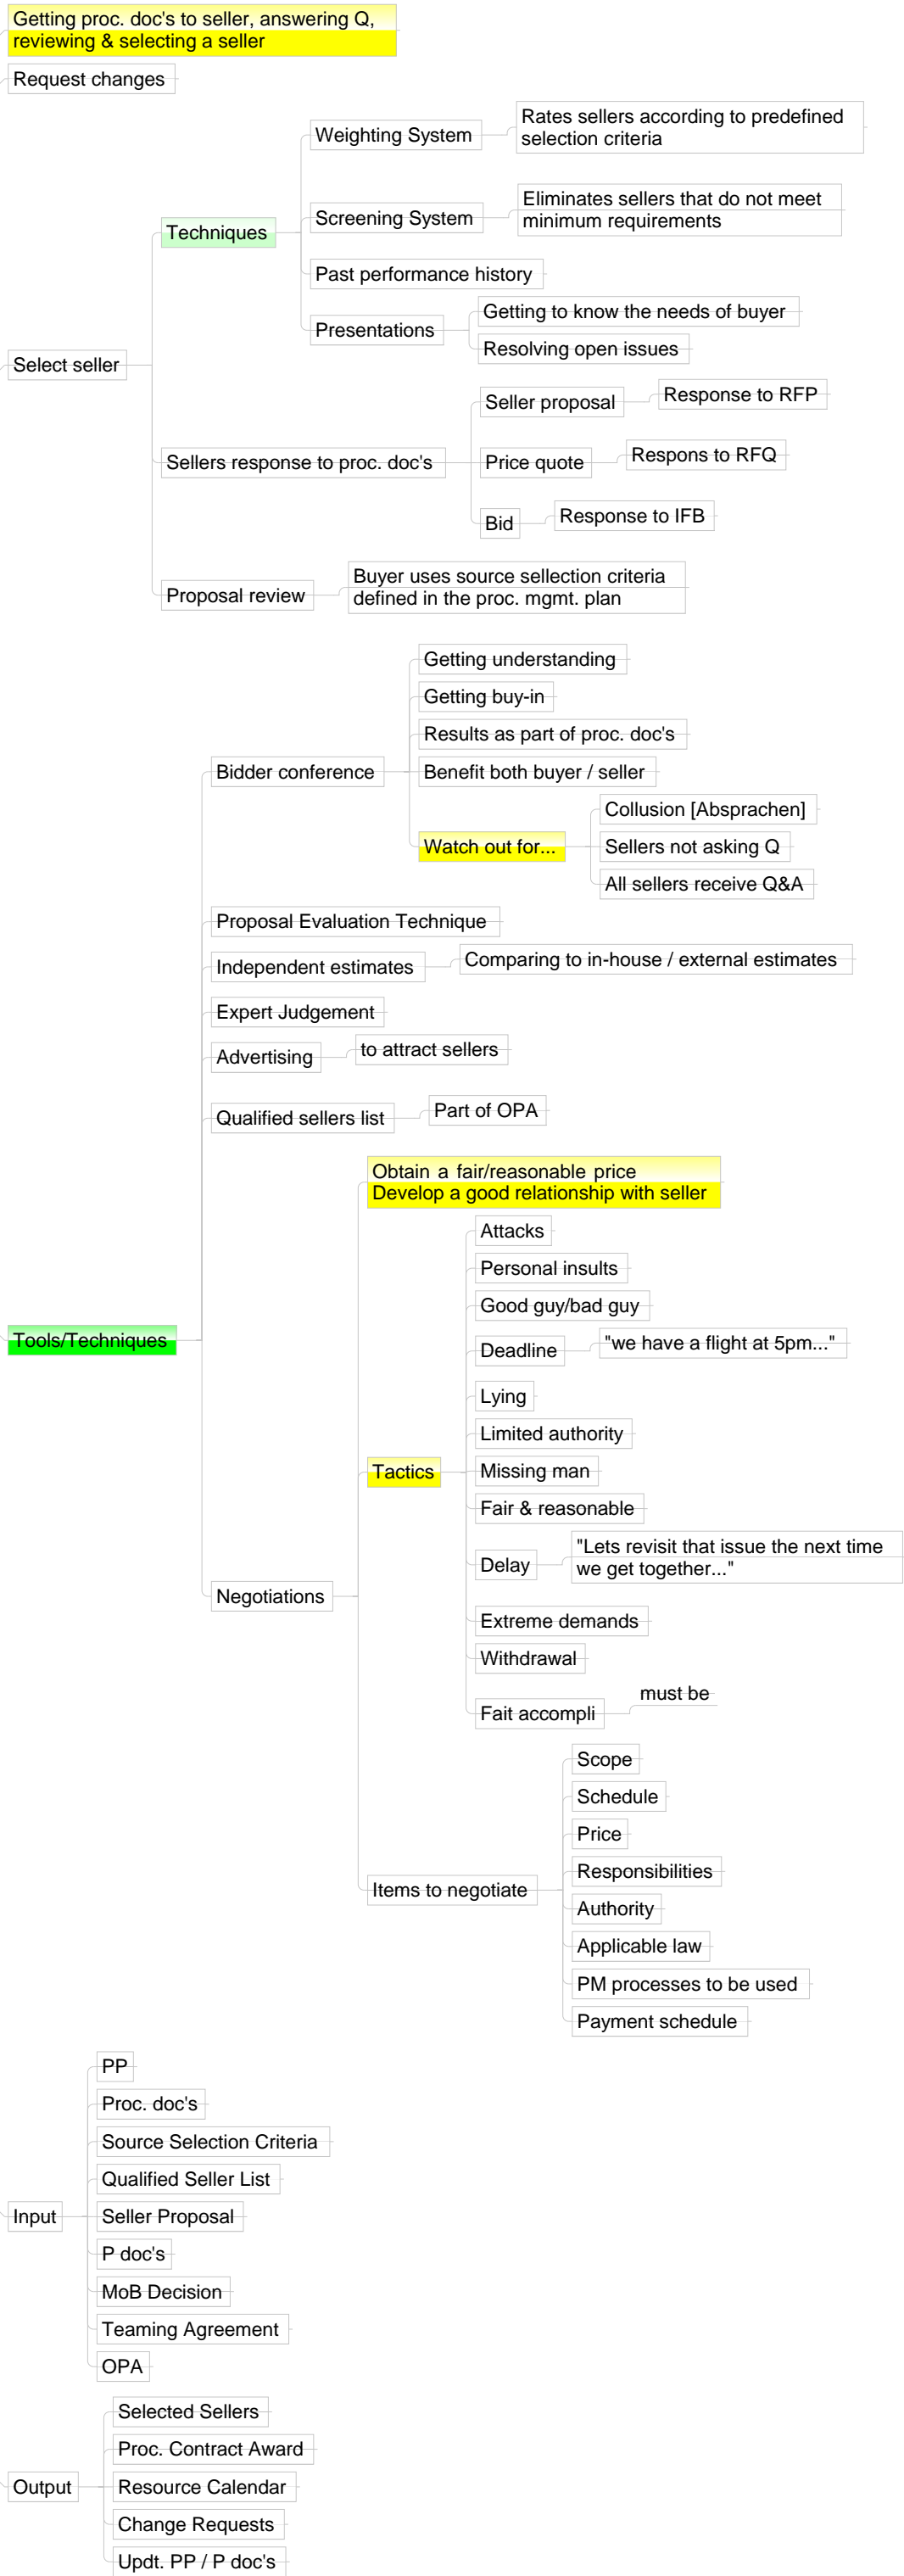 Getting proc. doc's to seller, answering Q,
reviewing & selecting a seller
Request changes
Select seller
Techniques
Weighting System
Rates sellers according to predefined
selection criteria
Screening System
Eliminates sellers that do not meet
minimum requirements
Past performance history
Presentations
Getting to know the needs of buyer
Resolving open issues
Sellers response to proc. doc's
Seller proposal
Response to RFP
Price quote
Respons to RFQ
Bid
Response to IFB
Proposal review
Buyer uses source sellection criteria
defined in the proc. mgmt. plan
Tools/Techniques
Bidder conference
Getting understanding
Getting buy-in
Results as part of proc. doc's
Benefit both buyer / seller
Watch out for...
Collusion [Absprachen]
Sellers not asking Q
All sellers receive Q&A
Proposal Evaluation Technique
Independent estimates
Comparing to in-house / external estimates
Expert Judgement
Advertising
to attract sellers
Qualified sellers list
Part of OPA
Negotiations
Obtain a fair/reasonable price
Develop a good relationship with seller
Tactics
Attacks
Personal insults
Good guy/bad guy
Deadline
"we have a flight at 5pm..."
Lying
Limited authority
Missing man
Fair & reasonable
Delay
"Lets revisit that issue the next time
we get together..."
Extreme demands
Withdrawal
Fait accompli
must be
Items to negotiate
Scope
Schedule
Price
Responsibilities
Authority
Applicable law
PM processes to be used
Payment schedule
Input
PP
Proc. doc's
Source Selection Criteria
Qualified Seller List
Seller Proposal
P doc's
MoB Decision
Teaming Agreement
OPA
Output
Selected Sellers
Proc. Contract Award
Resource Calendar
Change Requests
Updt. PP / P doc's